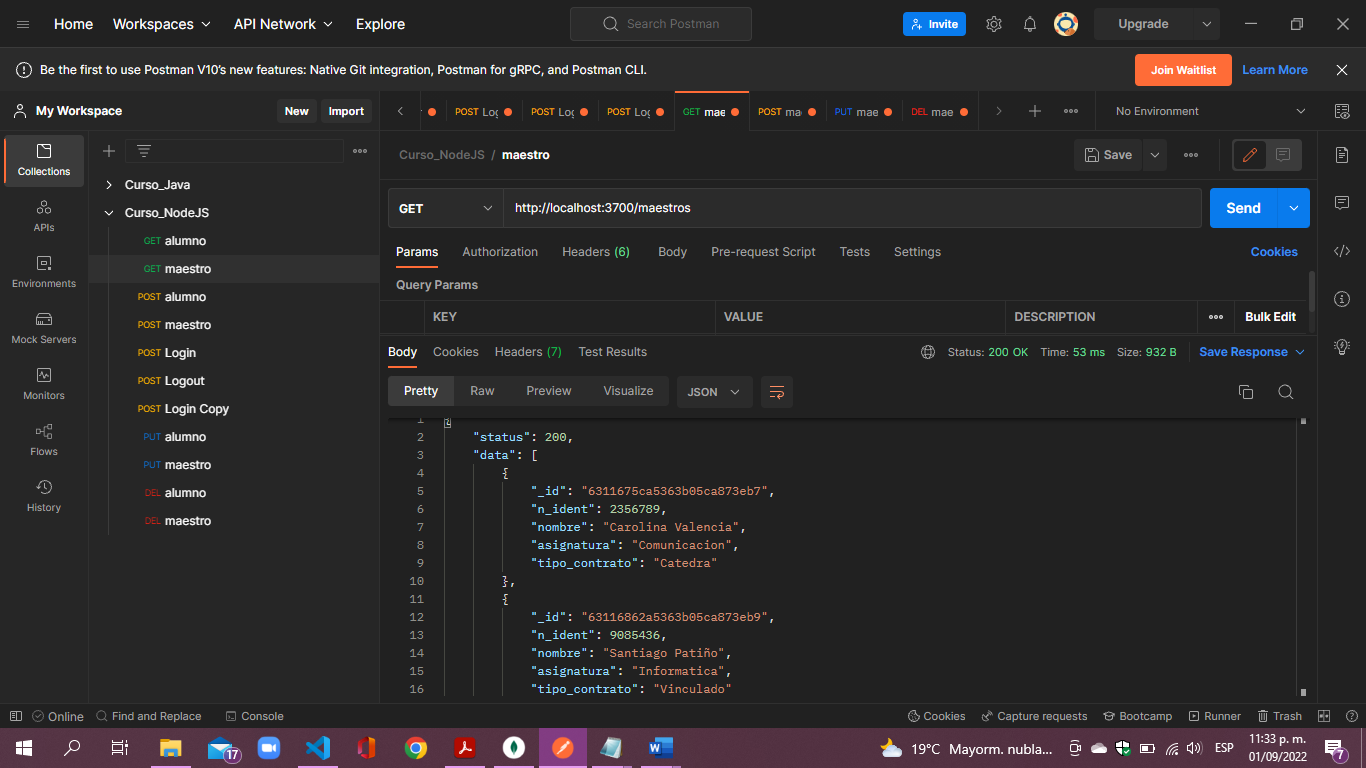 Home Workspaces API Network Explore Search Postman Invite Upgrade
Be the first to use Postman V10's new features: Native Git integration, Postman for gRPC, and Postman CLI. Join Waitlist Learn More
My Workspace New Import
POST Log POST Log POST Log GET mae POST ma PUT mae DEL mae No Environment
Collections
APIs
Environments
Mock Servers
Monitors
Flows
History
Curso_Java
Curso_NodeJS
GET alumno
GET maestro
POST alumno
POST maestro
POST Login
POST Logout
POST Login Copy
PUT alumno
PUT maestro
DEL alumno
DEL maestro
Curso_NodeJS / maestro Save
GET http://localhost:3700/maestros Send
Params Authorization Headers (6) Body Pre-request Script Tests Settings Cookies
Query Params
KEY VALUE DESCRIPTION Bulk Edit
Body Cookies Headers (7) Test Results Status: 200 OK Time: 53 ms Size: 932 B Save Response
Pretty Raw Preview Visualize JSON
1 {
2 "status": 200,
3 "data": [
4 {
5 "_id": "6311675ca5363b05ca873eb7",
6 "n_ident": 2356789,
7 "nombre": "Carolina Valencia",
8 "asignatura": "Comunicacion",
9 "tipo_contrato": "Catedra"
10 },
11 {
12 "_id": "63116862a5363b05ca873eb9",
13 "n_ident": 9085436,
14 "nombre": "Santiago Patiño",
15 "asignatura": "Informatica",
16 "tipo_contrato": "Vinculado"
Online Find and Replace Console Cookies Capture requests Bootcamp Runner Trash
17 19°C Mayorm. nubla... ESP 11:33 p. m. 7
01/09/2022